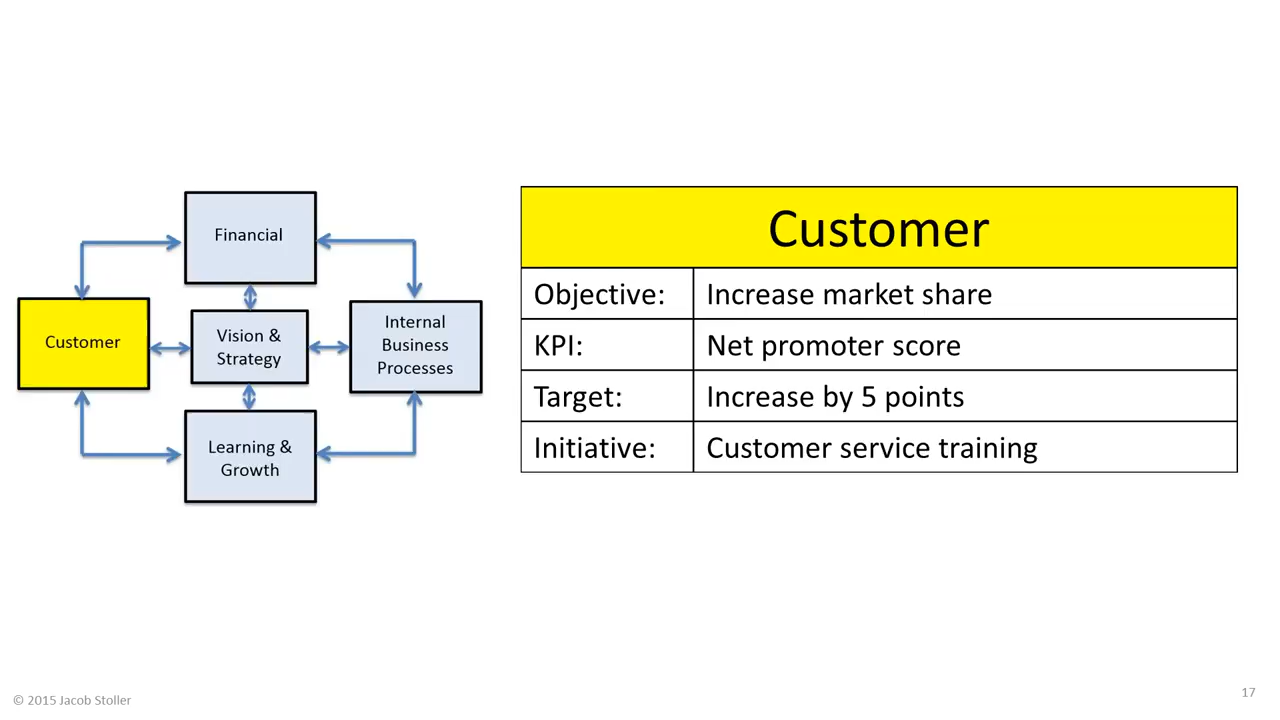 Financial
Customer
Vision &
Strategy
Internal
Business
Processes
Learning &
Growth
Customer
Objective: Increase market share
KPI: Net promoter score
Target: Increase by 5 points
Initiative: Customer service training
© 2015 Jacob Stoller
17